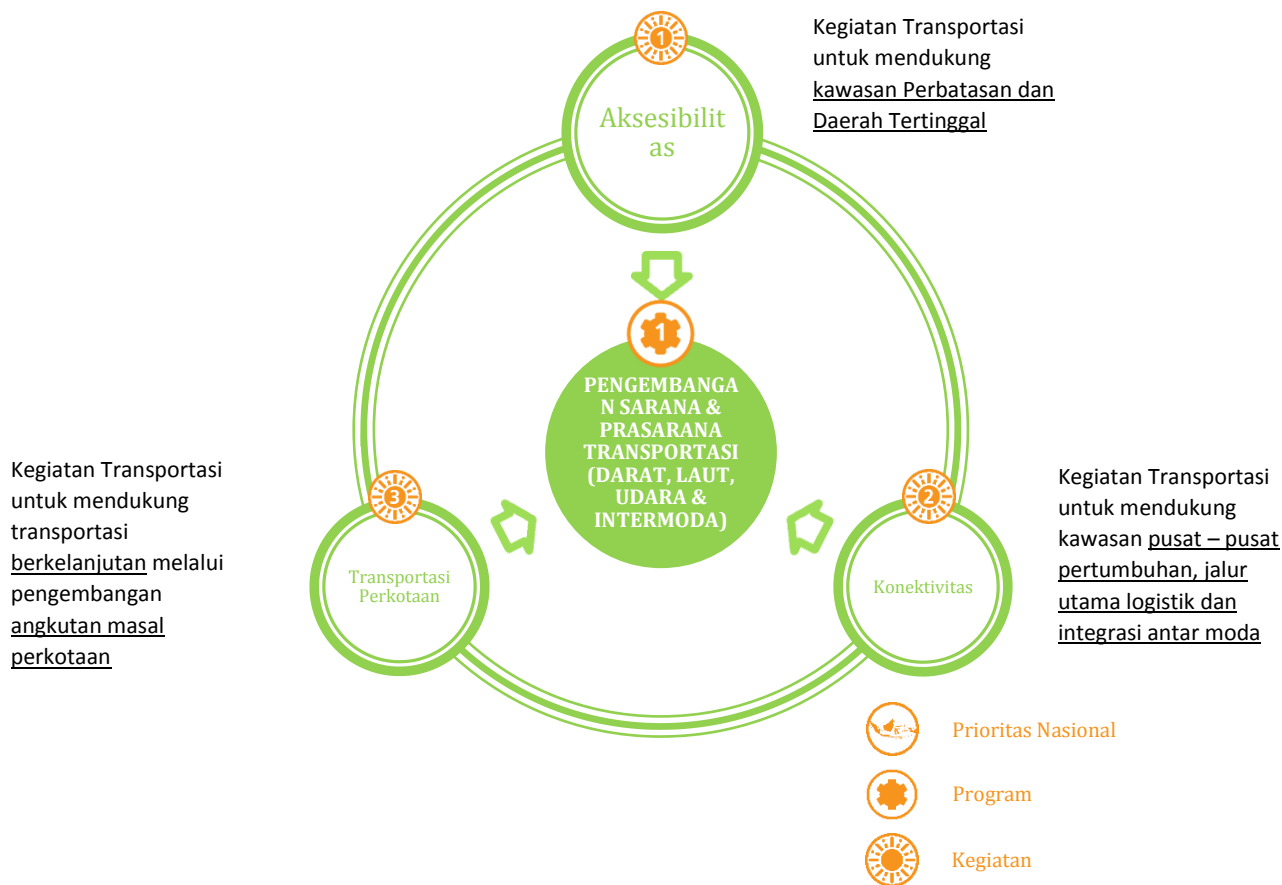 1
Aksesibilit
as
Kegiatan Transportasi
untuk mendukung
kawasan Perbatasan dan
Daerah Tertinggal
1
PENGEMBANGA
N SARANA &
PRASARANA
TRANSPORTASI
(DARAT, LAUT,
UDARA &
INTERMODA)
Kegiatan Transportasi
untuk mendukung
transportasi
berkelanjutan melalui
pengembangan
angkutan masal
perkotaan
3
Transportasi
Perkotaan
2
Konektivitas
Kegiatan Transportasi
untuk mendukung
kawasan pusat – pusat
pertumbuhan, jalur
utama logistik dan
integrasi antar moda
Prioritas Nasional
Program
Kegiatan